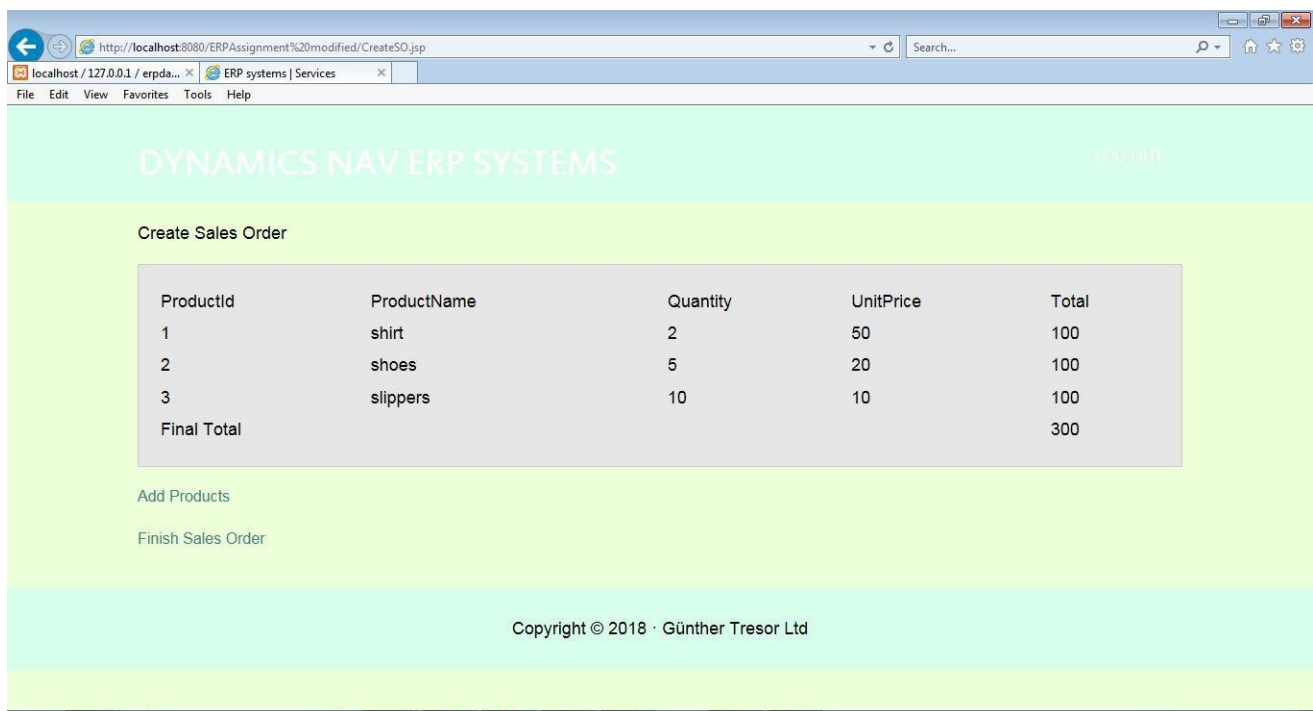 http://localhost:8080/ERPAssignment%20modified/CreateSO.jsp
Search...
localhost / 127.0.0.1 / erpda...
ERP systems | Services
File Edit View Favorites Tools Help
DYNAMICS NAV ERP SYSTEMS
LOG OUT
Create Sales Order
ProductId ProductName Quantity UnitPrice Total
1 shirt 2 50 100
2 shoes 5 20 100
3 slippers 10 10 100
Final Total 300
Add Products
Finish Sales Order
Copyright © 2018 · Günther Tresor Ltd